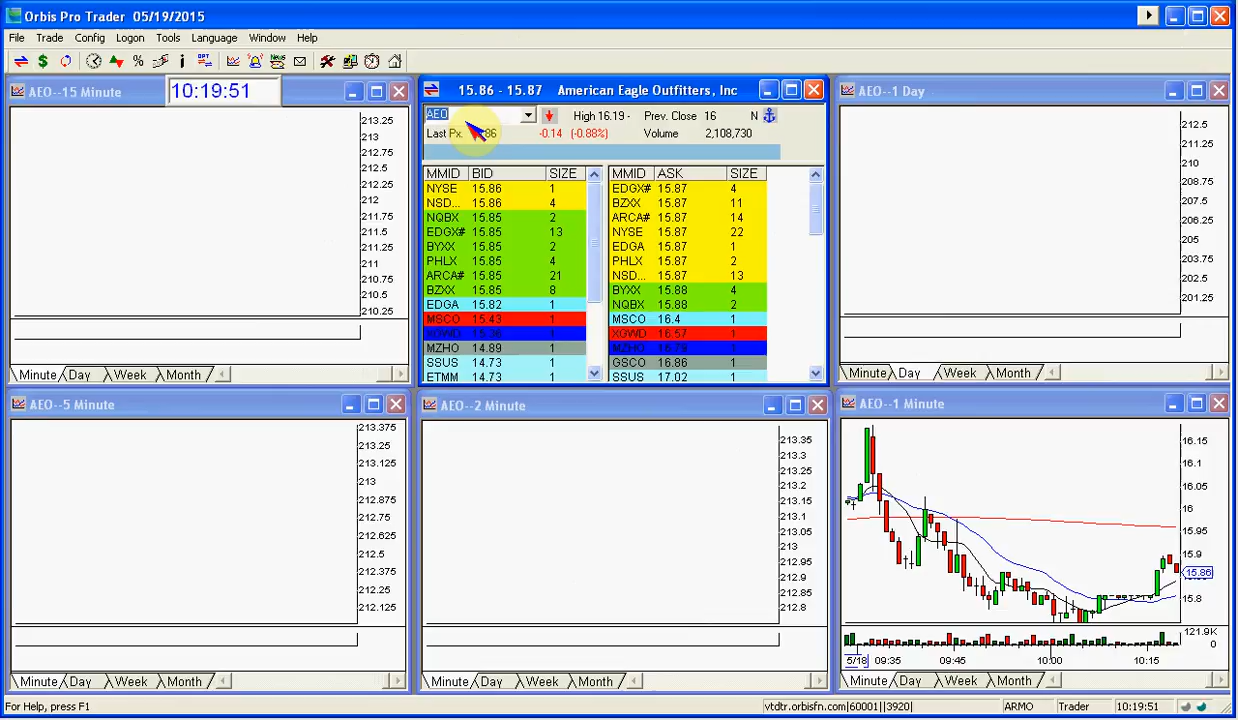 Orbis Pro Trader 05/19/2015
File Trade Config Logon Tools Language Window Help
AEO--15 Minute
10:19:51
213.25
213
212.75
212.5
212.25
212
211.75
211.5
211.25
211
210.75
210.5
210.25
Minute Day Week Month
15.86 - 15.87 American Eagle Outfitters, Inc
AEO High 16.19 - Prev. Close 16 N
Last Px. -0.14 (-0.88%) Volume 2,108,730
MMID BID SIZE MMID ASK SIZE
NYSE 15.86 1 EDGX# 15.87 4
NSD... 15.86 4 BZXX 15.87 11
NQBX 15.85 2 ARCA# 15.87 14
EDGX# 15.85 13 NYSE 15.87 22
BYXX 15.85 2 EDGA 15.87 1
PHLX 15.85 4 PHLX 15.87 2
ARCA# 15.85 21 NSD... 15.87 13
BZXX 15.85 8 BYXX 15.88 4
EDGA 15.82 1 NQBX 15.88 2
MSCO 15.43 1 MSCO 16.4 1
XGWD 15.36 1 XGWD 16.57 1
MZHO 14.89 1 MZHO 16.79 1
SSUS 14.73 1 GSCO 16.86 1
ETMM 14.73 1 SSUS 17.02 1
AEO--1 Day
212.5
210
208.75
207.5
206.25
205
203.75
202.5
201.25
Minute Day Week Month
AEO--5 Minute
213.375
213.25
213.125
213
212.875
212.75
212.625
212.5
212.375
212.25
212.125
Minute Day Week Month
AEO--2 Minute
213.35
213.3
213.25
213.2
213.15
213.1
213.05
213
212.95
212.9
212.85
212.8
Minute Day Week Month
AEO--1 Minute
16.15
16.1
16.05
16
15.95
15.9
15.86
15.8
121.9K
0
5/18 09:35 09:45 10:00 10:15
Minute Day Week Month
For Help, press F1 vtdtr.orbisfn.com|60001||3920| ARMO Trader 10:19:51